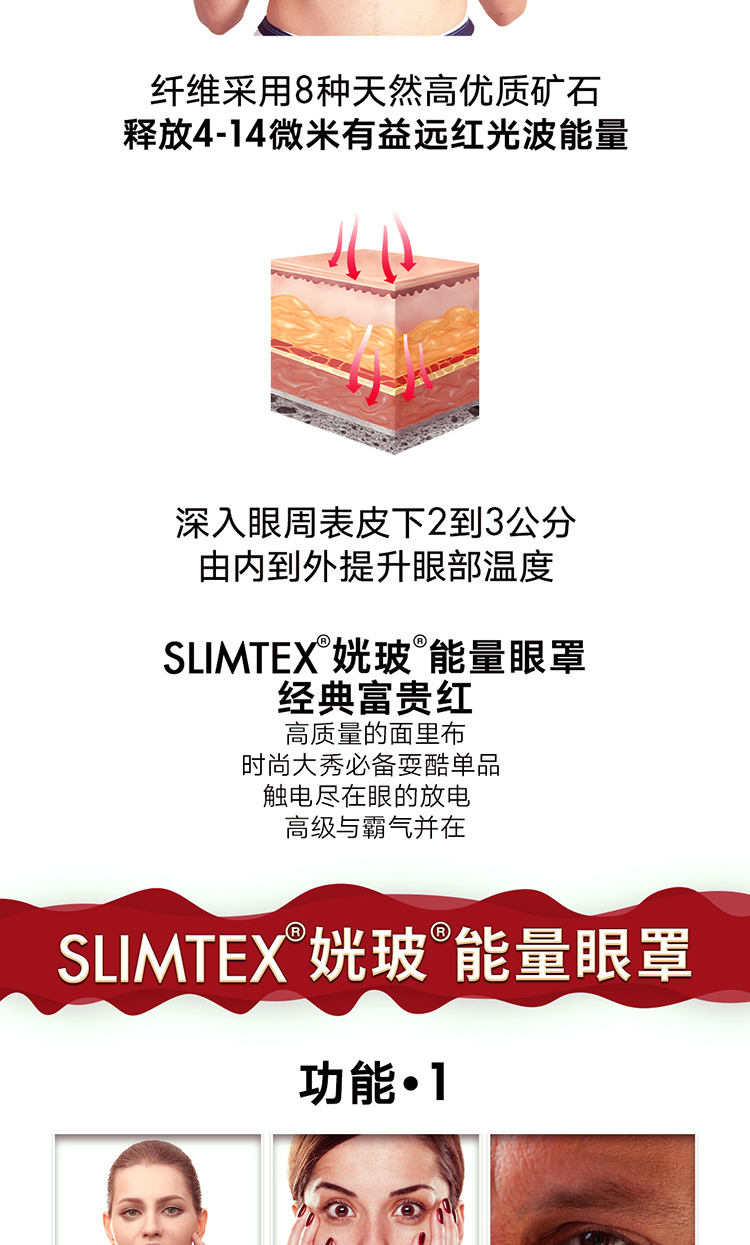 纤维采用8种天然高优质矿石
释放4-14微米有益远红光波能量
深入眼周表皮下2到3公分
由内到外提升眼部温度
SLIMTEX®姯玻®能量眼罩
经典富贵红
高质量的面里布
时尚大秀必备耍酷单品
触电尽在眼的放电
高级与霸气并在
SLIMTEX®姯玻®能量眼罩
功能•1